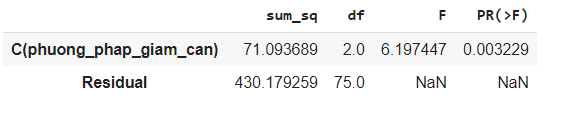 sum_sq df F PR(>F)
C(phuong_phap_giam_can) 71.093689 2.0 6.197447 0.003229
Residual 430.179259 75.0 NaN NaN